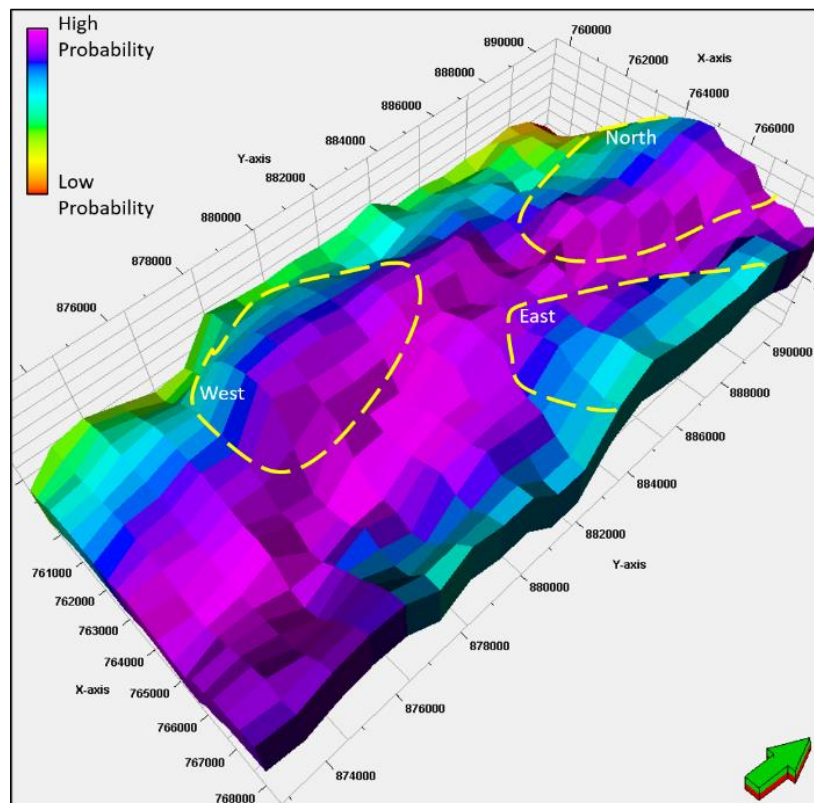 High
Probability
Low
Probability
890000
888000
886000
884000
882000
880000
878000
876000
Y-axis
760000
762000
764000
766000
X-axis
North
East
West
890000
888000
886000
884000
882000
880000
878000
876000
874000
Y-axis
761000
762000
763000
764000
765000
766000
767000
768000
X-axis